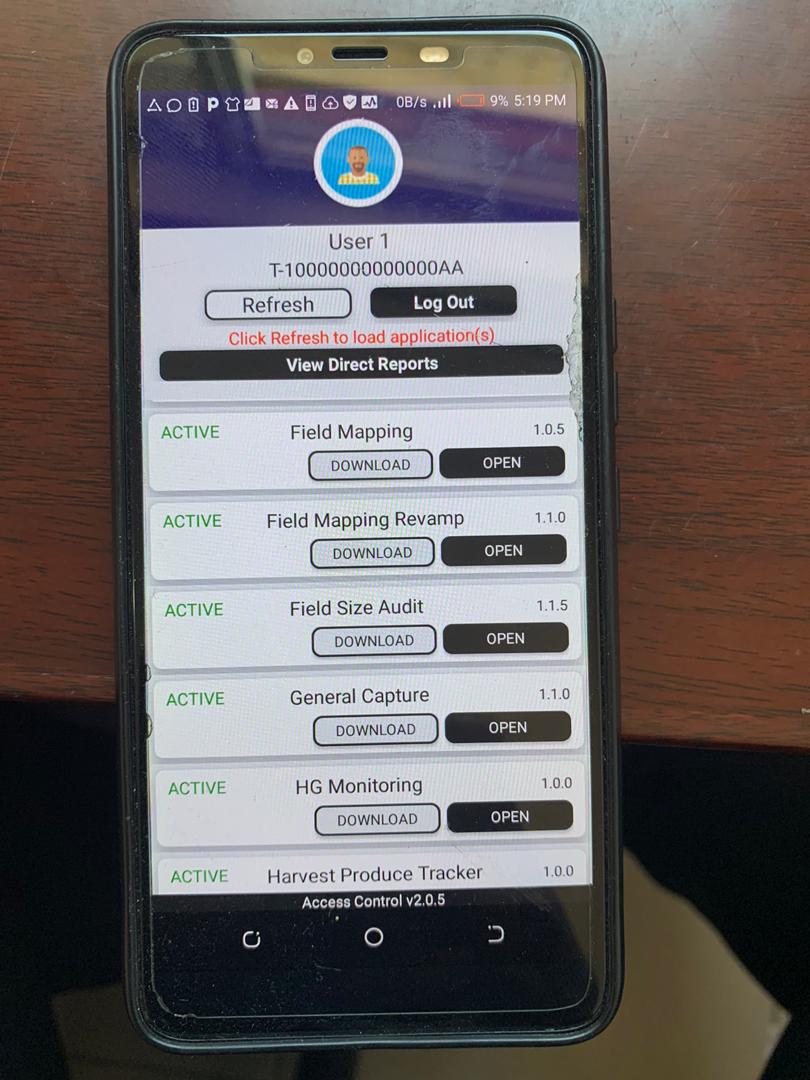 0B/s 9% 5:19 PM
User 1
T-10000000000000AA
Refresh Log Out
Click Refresh to load application(s)
View Direct Reports
ACTIVE Field Mapping 1.0.5
DOWNLOAD OPEN
ACTIVE Field Mapping Revamp 1.1.0
DOWNLOAD OPEN
ACTIVE Field Size Audit 1.1.5
DOWNLOAD OPEN
ACTIVE General Capture 1.1.0
DOWNLOAD OPEN
ACTIVE HG Monitoring 1.0.0
DOWNLOAD OPEN
ACTIVE Harvest Produce Tracker 1.0.0
Access Control v2.0.5